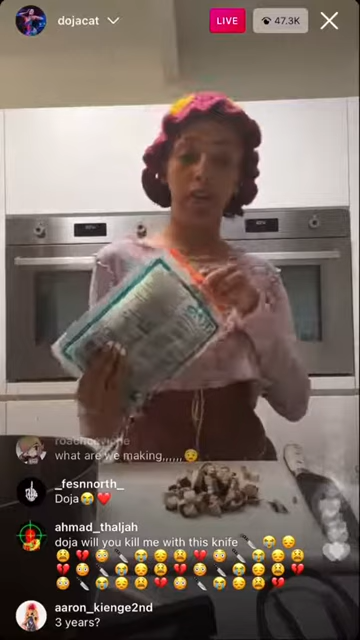 dojacat
LIVE
47.3K
roachcoviche
what are we making,,,,,,😧
_fesnnorth_
Doja😭❤️
ahmad_thaljah
doja will you kill me with this knife 🔪😭😔
😫💔😳🔪😭😔😫💔😳🔪😭😔😫💔
💔😳🔪😭😔😫💔😳🔪😭😔😫💔
😳🔪😭😔😫💔😳🔪😭😔😫💔
aaron_kienge2nd
3 years?